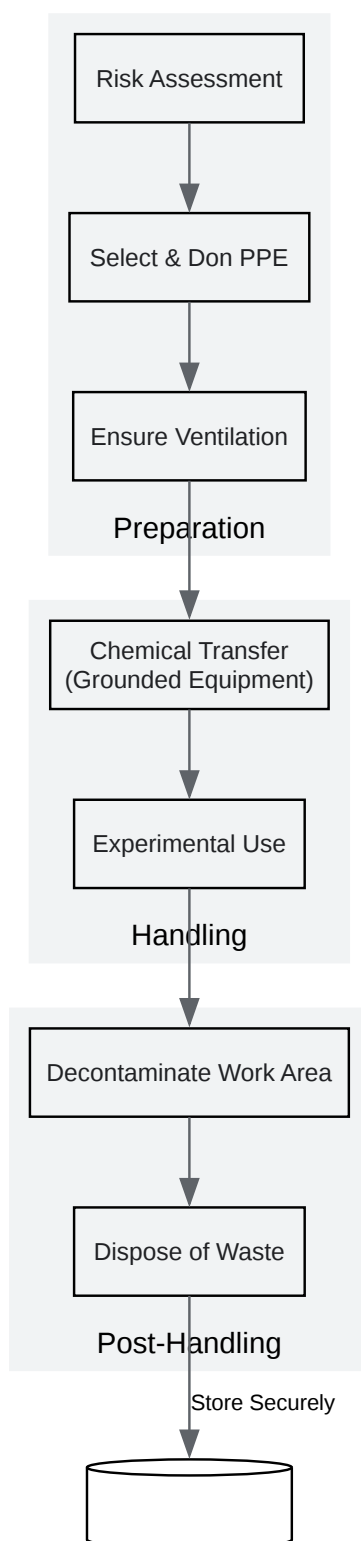 Risk Assessment
Select & Don PPE
Ensure Ventilation
Preparation
Chemical Transfer
(Grounded Equipment)
Experimental Use
Handling
Decontaminate Work Area
Dispose of Waste
Post-Handling
Store Securely